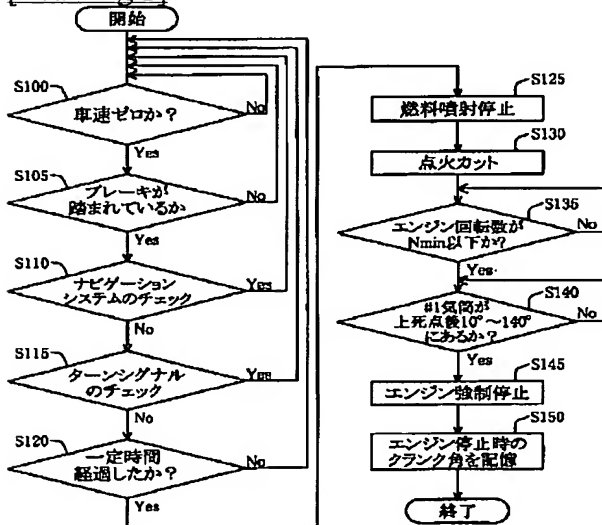 開始
S100
車速ゼロか？
No
Yes
S105
ブレーキが
踏まれているか
No
Yes
S110
ナビゲーション
システムのチェック
Yes
No
S115
ターンシグナル
のチェック
Yes
No
S120
一定時間
経過したか？
No
Yes
S125
燃料噴射停止
S130
点火カット
S135
エンジン回転数が
Nmin以下か？
No
Yes
S140
#1気筒が
上死点後10°～140°
にあるか？
No
Yes
S145
エンジン強制停止
S150
エンジン停止時の
クランク角を記憶
終了